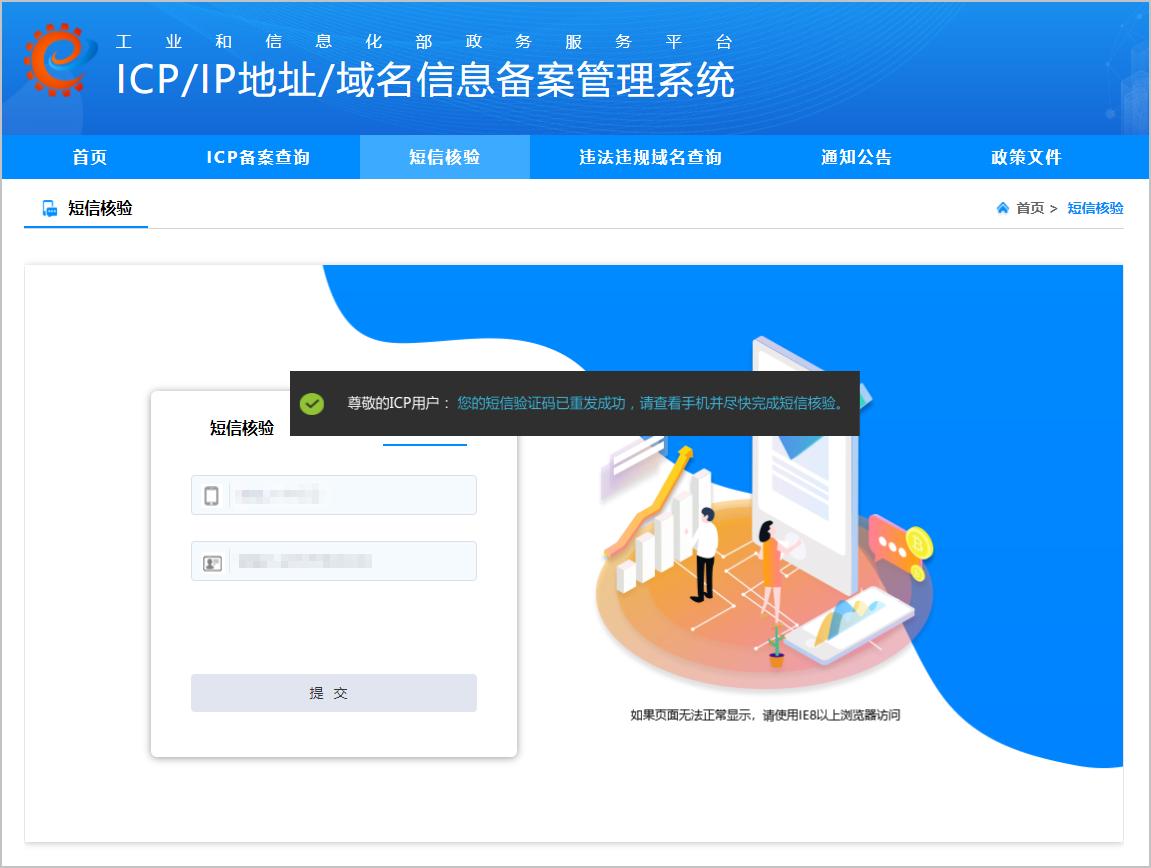 工业和信息化部政务服务平台
ICP/IP地址/域名信息备案管理系统
首页 ICP备案查询 短信核验 违法违规域名查询 通知公告 政策文件
短信核验
首页 > 短信核验
尊敬的ICP用户：您的短信验证码已重发成功，请查看手机并尽快完成短信核验。
短信核验
提 交
如果页面无法正常显示，请使用IE8以上浏览器访问